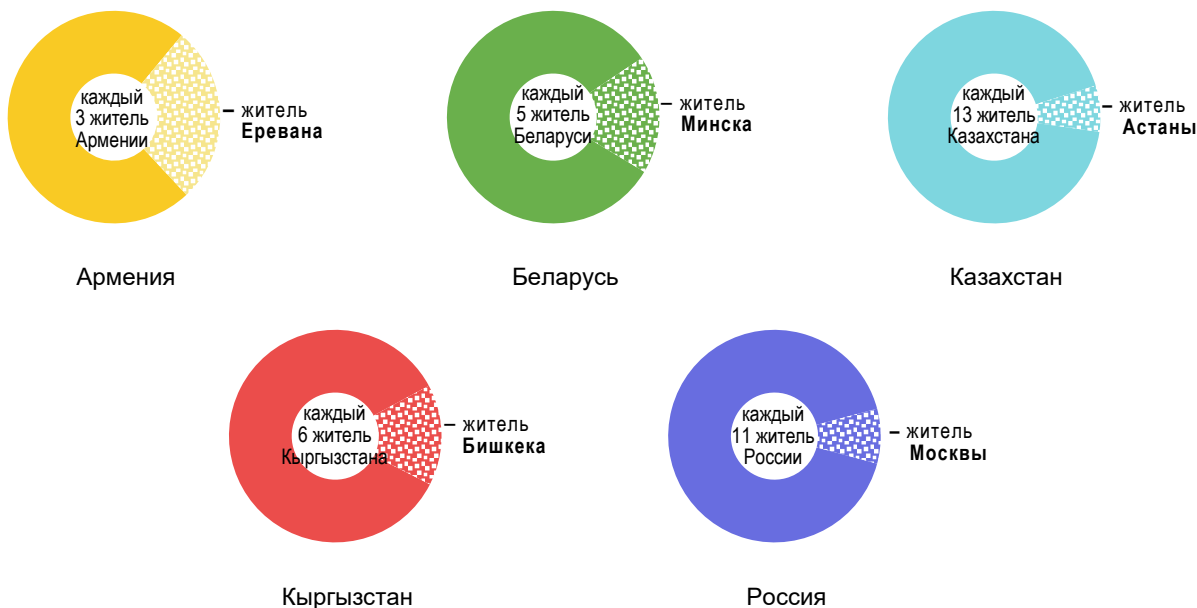 каждый
3 житель
Армении
– житель
Еревана
каждый
5 житель
Беларуси
– житель
Минска
каждый
13 житель
Казахстана
– житель
Астаны
Армения
Беларусь
Казахстан
каждый
6 житель
Кыргызстана
– житель
Бишкека
каждый
11 житель
России
– житель
Москвы
Кыргызстан
Россия